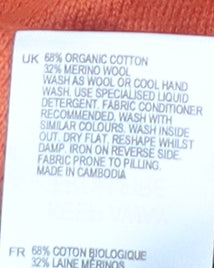 UK 68% ORGANIC COTTON
32% MERINO WOOL
WASH AS WOOL OR COOL HAND
WASH. USE SPECIALISED LIQUID
DETERGENT. FABRIC CONDITIONER
RECOMMENDED. WASH WITH
SIMILAR COLOURS. WASH INSIDE
OUT. DRY FLAT. RESHAPE WHILST
DAMP. IRON ON REVERSE SIDE.
FABRIC PRONE TO PILLING.
MADE IN CAMBODIA
FR 68% COTON BIOLOGIQUE
32% LAINE MÉRINOS